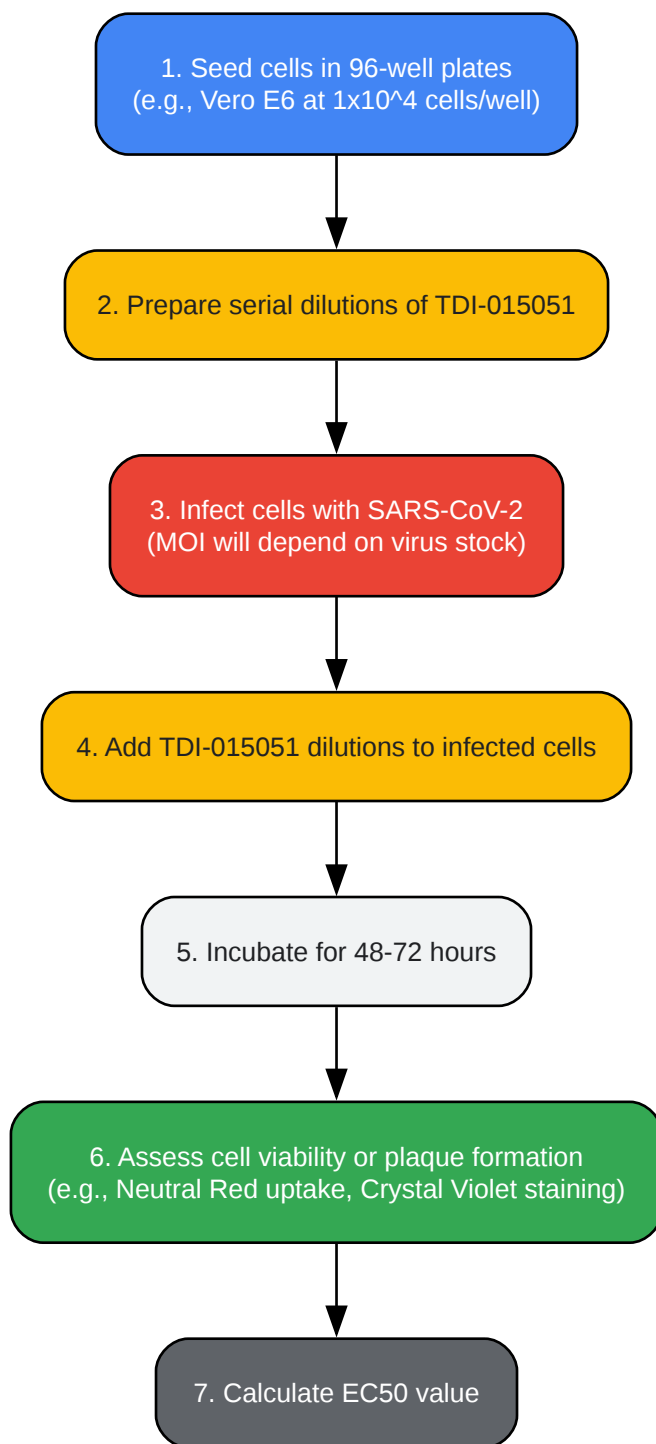 1. Seed cells in 96-well plates
(e.g., Vero E6 at 1x10^4 cells/well)
2. Prepare serial dilutions of TDI-015051
3. Infect cells with SARS-CoV-2
(MOI will depend on virus stock)
4. Add TDI-015051 dilutions to infected cells
5. Incubate for 48-72 hours
6. Assess cell viability or plaque formation
(e.g., Neutral Red uptake, Crystal Violet staining)
7. Calculate EC50 value